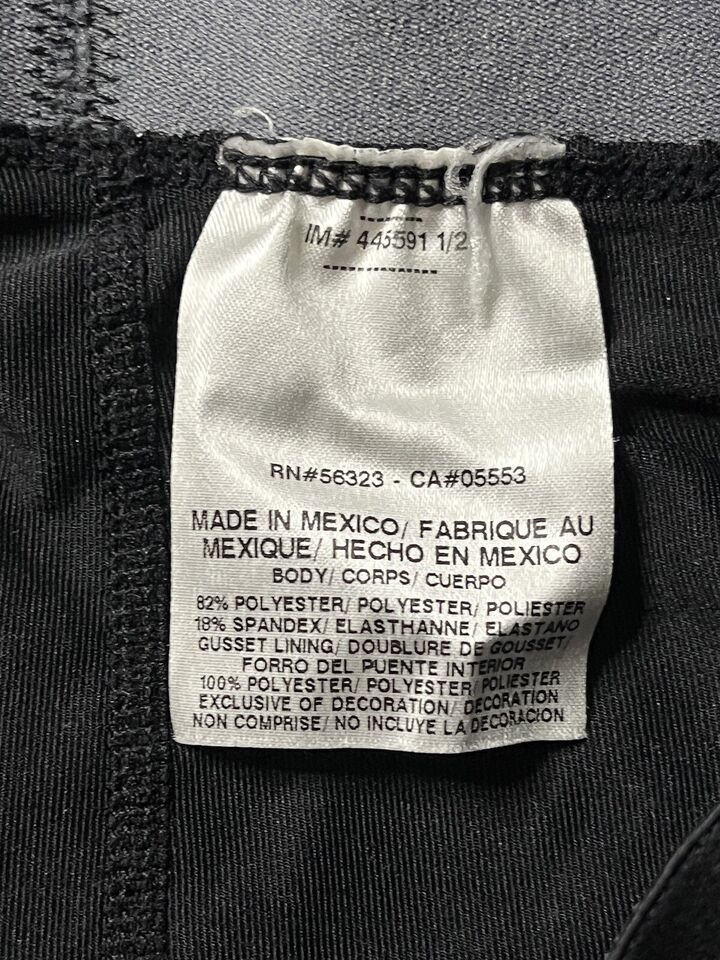 IM# 445591 1/2
RN#56323 - CA#05553
MADE IN MEXICO/ FABRIQUE AU
MEXIQUE/ HECHO EN MEXICO
BODY/ CORPS/ CUERPO
82% POLYESTER/ POLYESTER/ POLIESTER
18% SPANDEX/ ELASTHANNE/ ELASTANO
GUSSET LINING/ DOUBLURE DE GOUSSET/
FORRO DEL PUENTE INTERIOR
100% POLYESTER/ POLYESTER/ POLIESTER
EXCLUSIVE OF DECORATION/ DECORATION
NON COMPRISE/ NO INCLUYE LA DECORACION